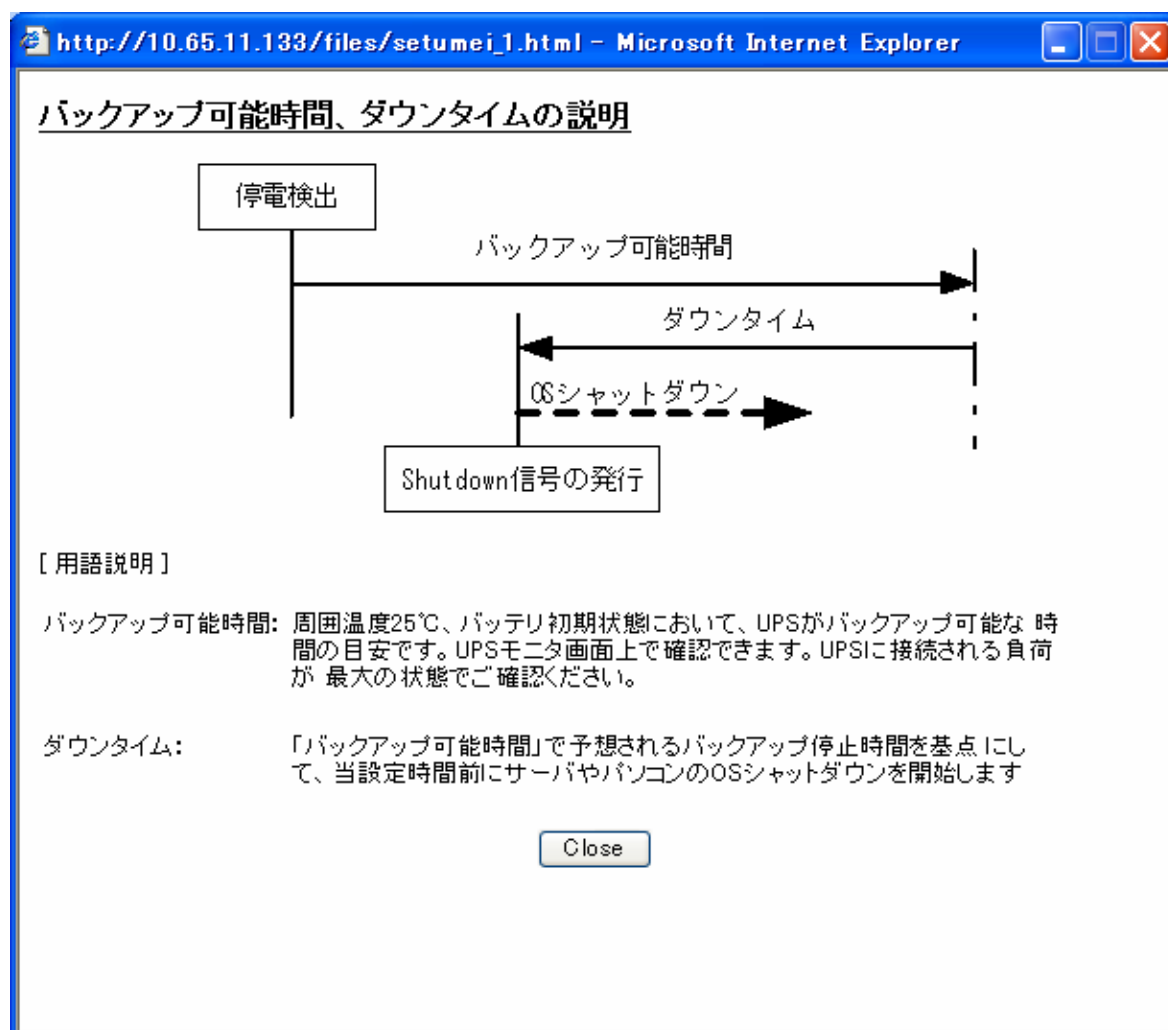 http://10.65.11.133/files/setumei_1.html - Microsoft Internet Explorer
バックアップ可能時間、ダウンタイムの説明
停電検出
バックアップ可能時間
ダウンタイム
OSシャットダウン
Shutdown信号の発行
[ 用語説明 ]
バックアップ可能時間: 周囲温度25℃、バッテリ初期状態において、UPSがバックアップ可能な 時
間の目安です。UPSモニタ画面上で確認できます。UPSに接続される負荷
が 最大の状態でご確認ください。
ダウンタイム: 「バックアップ可能時間」で予想されるバックアップ停止時間を基点にし
て、当設定時間前にサーバやパソコンのOSシャットダウンを開始します
Close